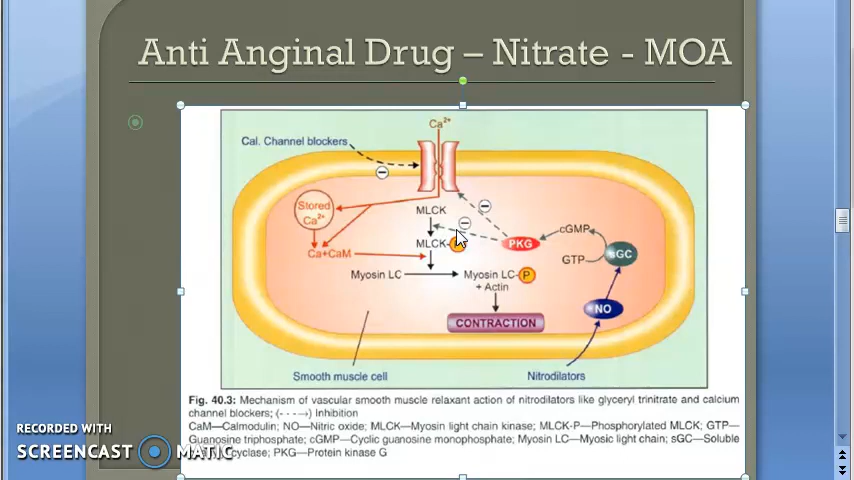 Anti Anginal Drug – Nitrate - MOA
Ca²⁺
Cal. Channel blockers
Stored
Ca²⁺
MLCK
MLCK-
PKG
cGMP
GTP
sGC
Ca+CaM
Myosin LC
Myosin LC-P
+ Actin
NO
CONTRACTION
Smooth muscle cell
Nitrodilators
Fig. 40.3: Mechanism of vascular smooth muscle relaxant action of nitrodilators like glyceryl trinitrate and calcium
channel blockers; (- - -→) Inhibition
CaM—Calmodulin; NO—Nitric oxide; MLCK—Myosin light chain kinase; MLCK-P—Phosphorylated MLCK; GTP—
Guanosine triphosphate; cGMP—Cyclic guanosine monophosphate; Myosin LC—Myosic light chain; sGC—Soluble
cyclase; PKG—Protein kinase G
RECORDED WITH
SCREENCAST MATIC